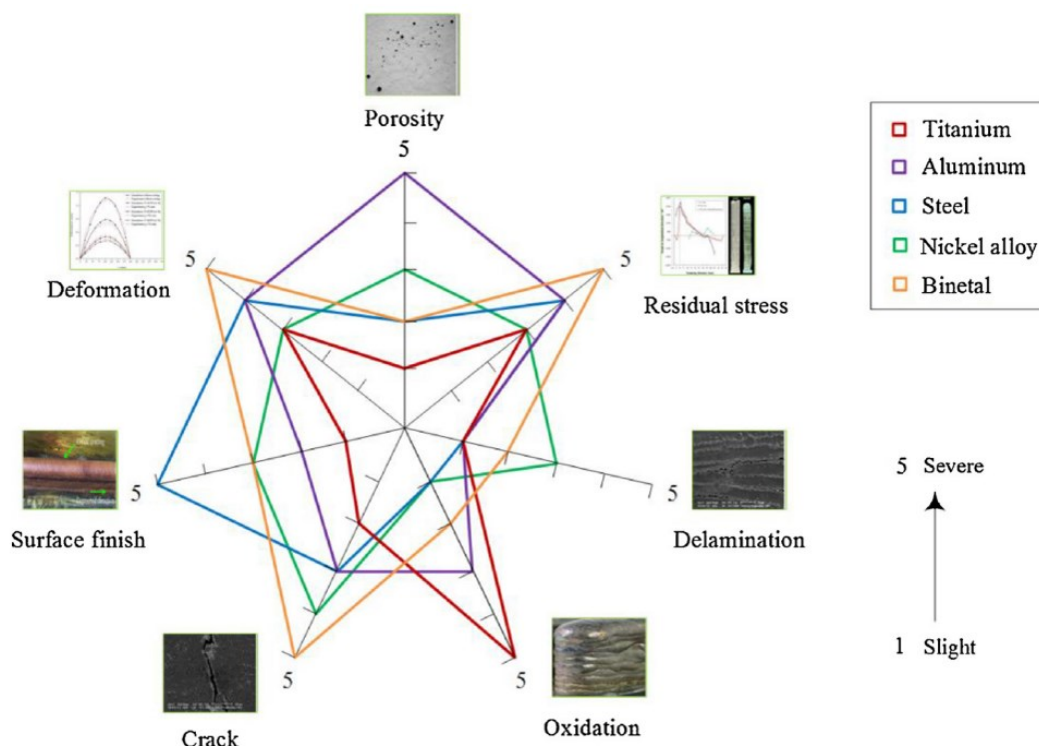 Porosity
5
Deformation
5
Residual stress
5
Surface finish
5
Delamination
5
Crack
5
Oxidation
5
Titanium
Aluminum
Steel
Nickel alloy
Binetal
5 Severe
1 Slight